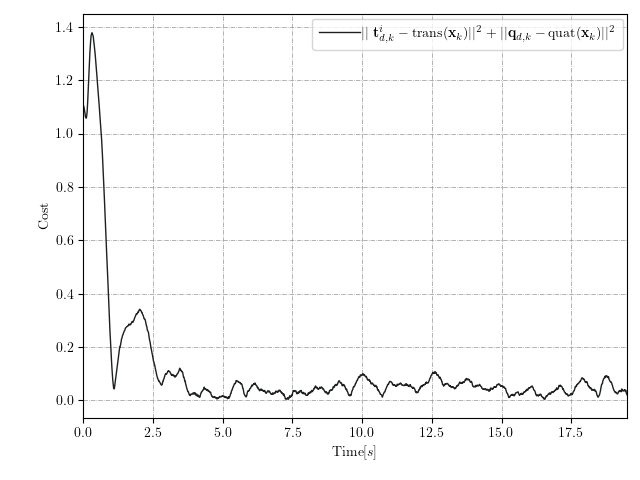 || t^i_{d,k} − trans(x_k)||² + ||q_{d,k} − quat(x_k)||²
1.4
1.2
1.0
0.8
0.6
0.4
0.2
0.0
Cost
0.0 2.5 5.0 7.5 10.0 12.5 15.0 17.5
Time[s]